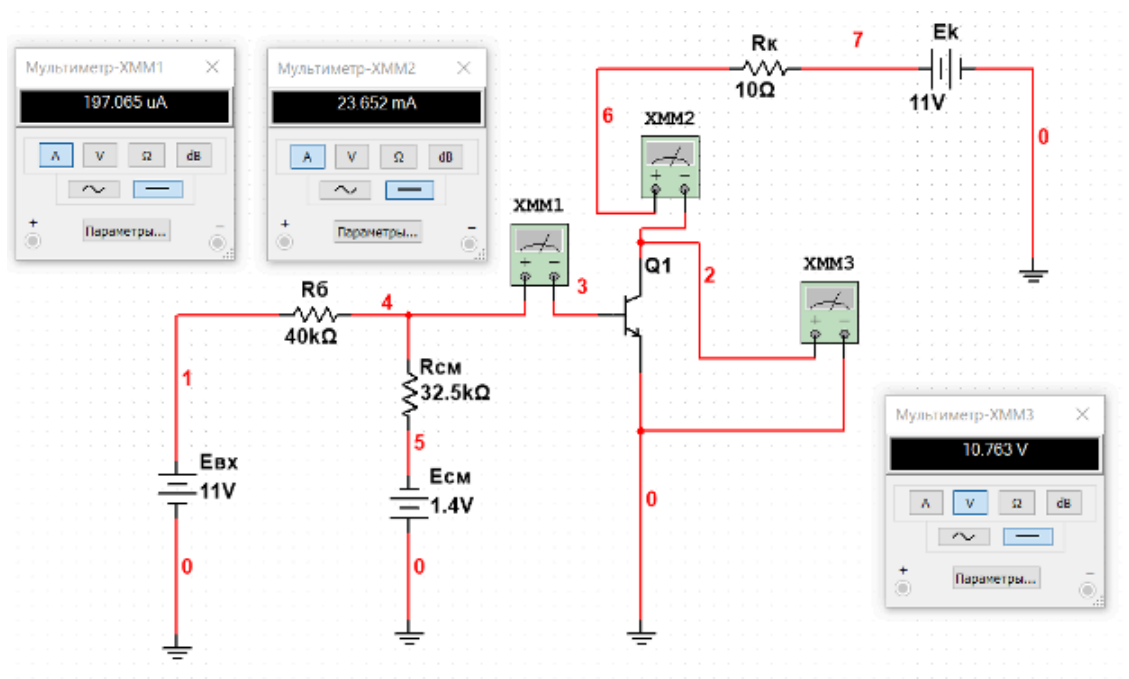 Мультиметр-XMM1
197.065 uA
A
V
Ω
dB
+
Параметры...
−
Мультиметр-XMM2
23.652 mA
A
V
Ω
dB
+
Параметры...
−
Rк
10Ω
7
Ek
11V
0
6
XMM2
+ −
XMM1
+ −
3
Q1
2
XMM3
+ −
Rб
40kΩ
4
1
Rсм
32.5kΩ
5
Eвх
11V
Eсм
1.4V
0
0
0
Мультиметр-XMM3
10.763 V
A
V
Ω
dB
+
Параметры...
−